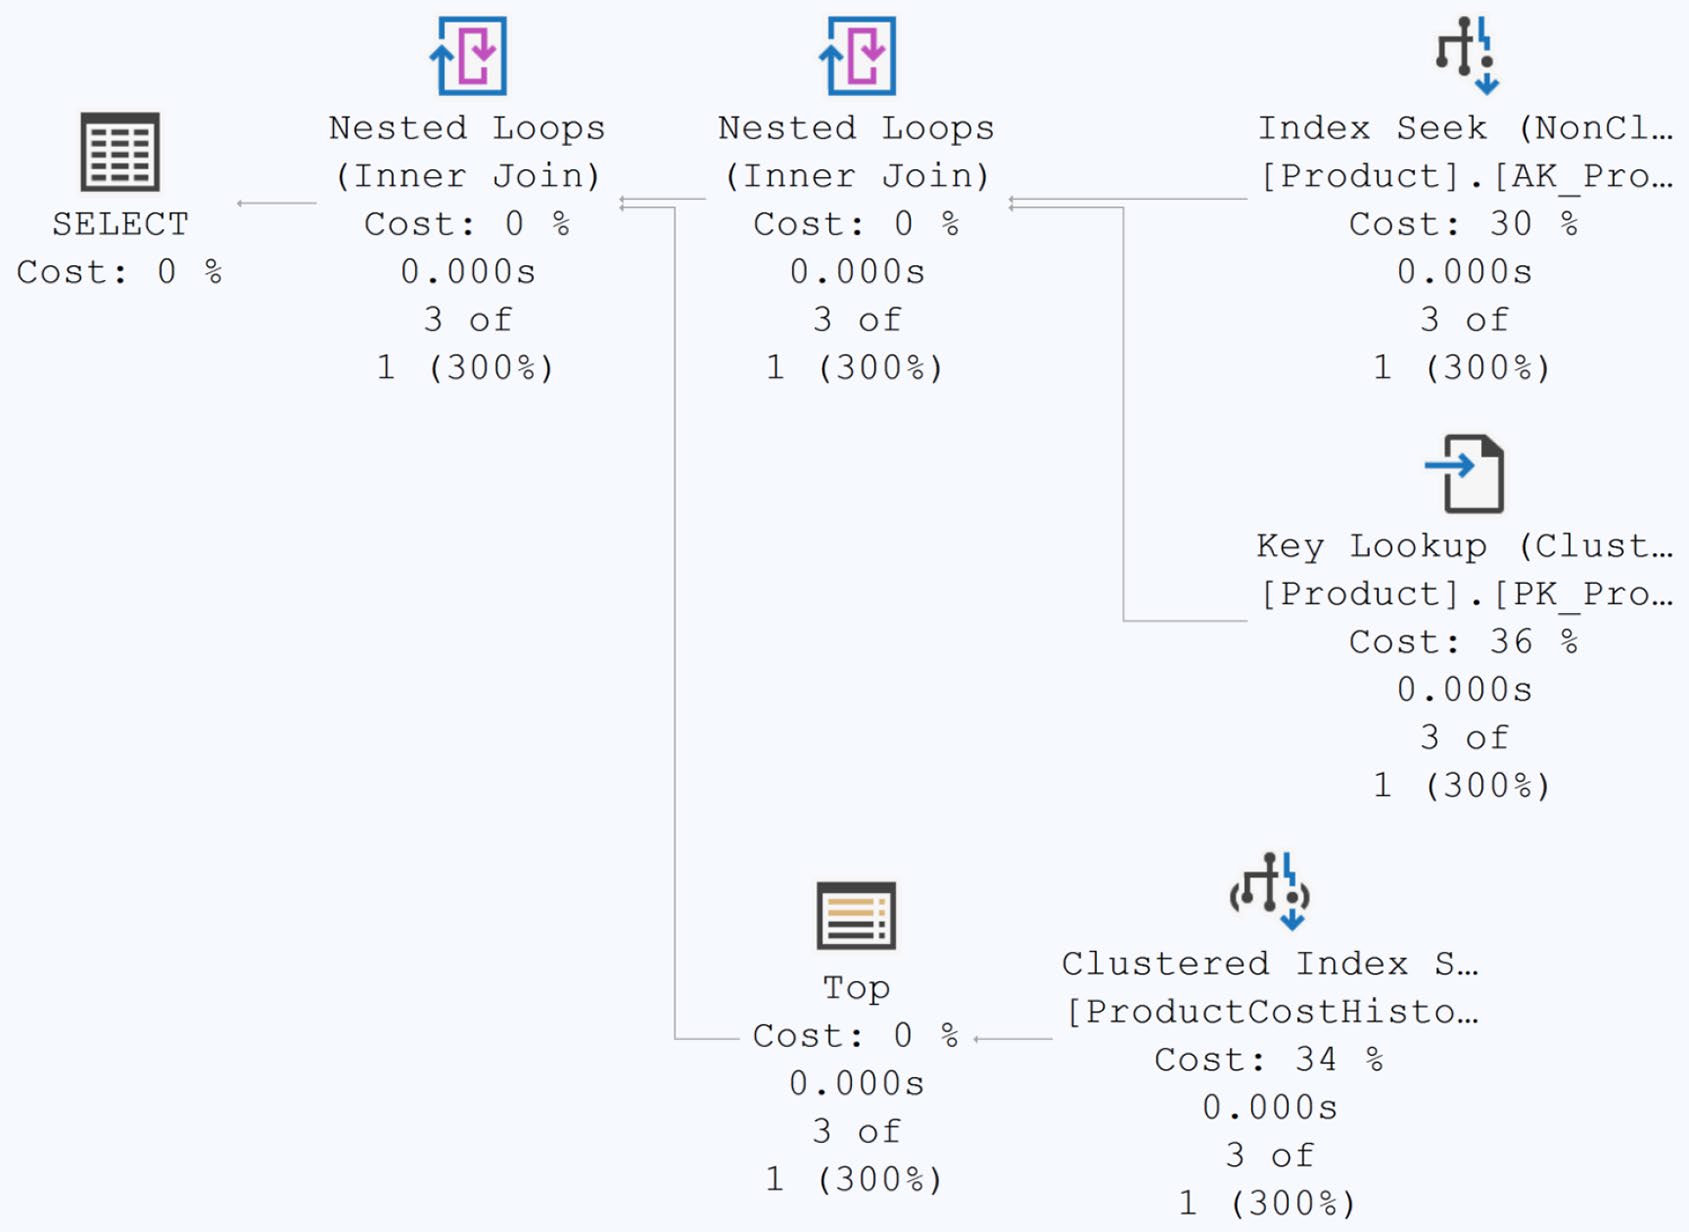 SELECT
Cost: 0 %
Nested Loops
(Inner Join)
Cost: 0 %
0.000s
3 of
1 (300%)
Nested Loops
(Inner Join)
Cost: 0 %
0.000s
3 of
1 (300%)
Index Seek (NonCl…
[Product].[AK_Pro…
Cost: 30 %
0.000s
3 of
1 (300%)
Key Lookup (Clust…
[Product].[PK_Pro…
Cost: 36 %
0.000s
3 of
1 (300%)
Top
Cost: 0 %
0.000s
3 of
1 (300%)
Clustered Index S…
[ProductCostHisto…
Cost: 34 %
0.000s
3 of
1 (300%)